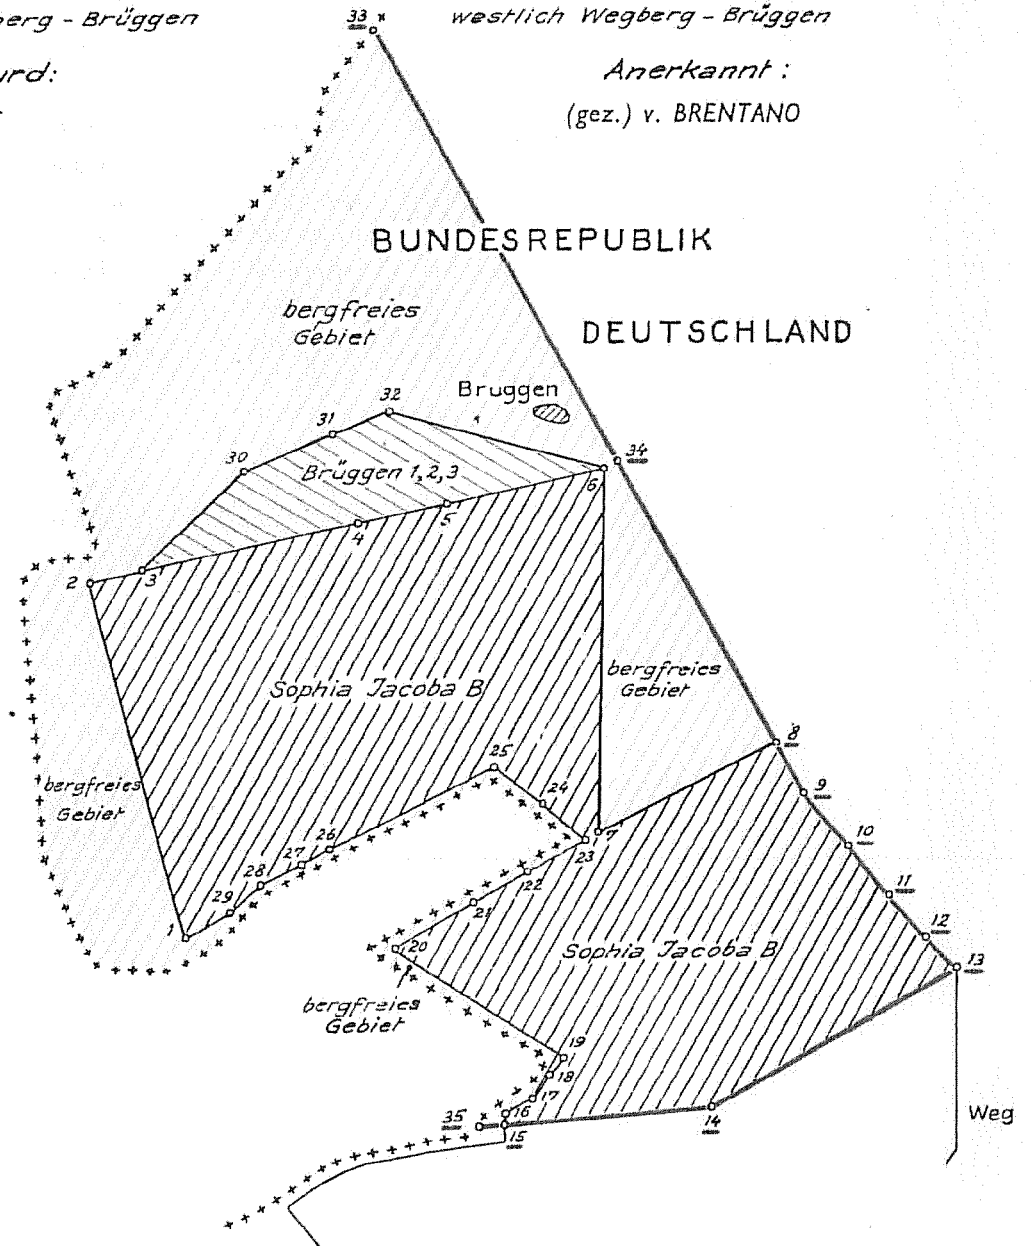 berg - Brüggen
westlich Wegberg - Brüggen
urd:
Anerkannt :
(gez.) v. BRENTANO
33
BUNDESREPUBLIK
DEUTSCHLAND
bergfreies
Gebiet
Bruggen
32
31
30
34
Brüggen 1,2,3
6
5
4
3
2
bergfreies
Gebiet
Sophia Jacoba B
8
25
9
24
bergfreies
Gebiet
7
10
26
23
27
28
22
11
29
21
1
12
20
Sophia Jacoba B
13
bergfreies
Gebiet
19
18
17
16
35
15
14
Weg